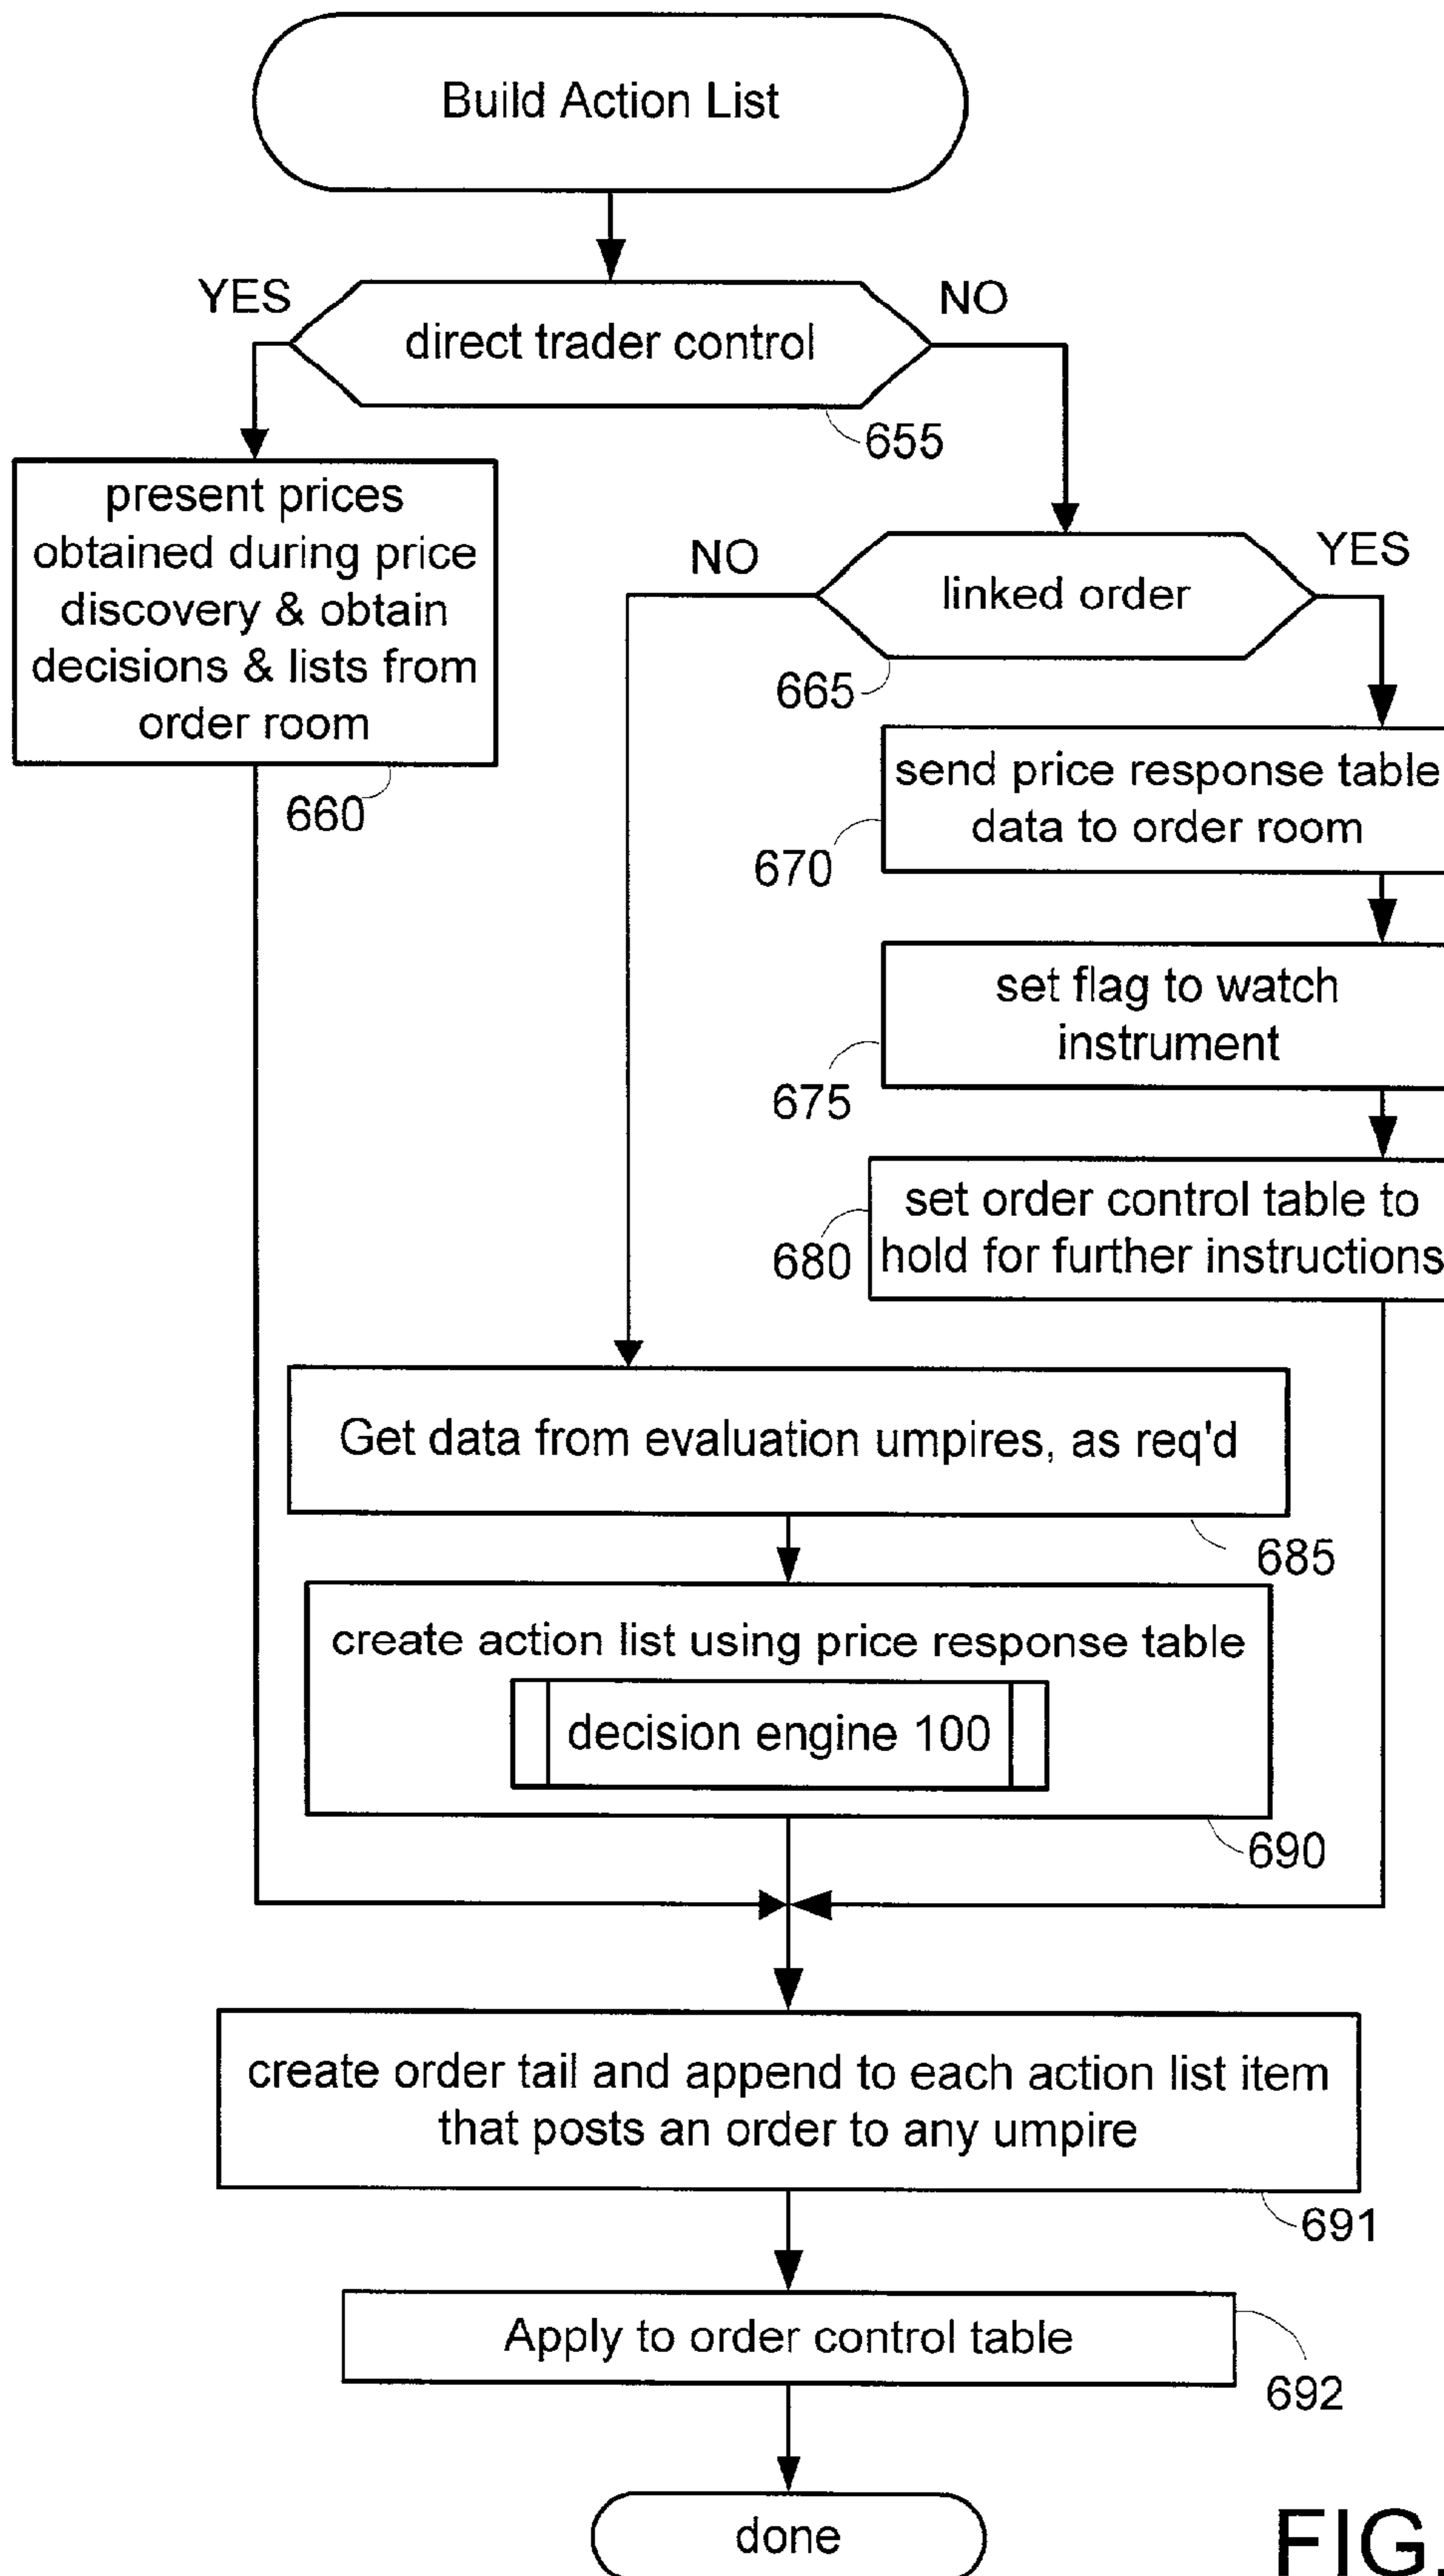 Build Action List
YES
NO
direct trader control
655
present prices
obtained during price
discovery & obtain
decisions & lists from
order room
660
NO
YES
linked order
665
send price response table
data to order room
670
set flag to watch
instrument
675
set order control table to
hold for further instructions
680
Get data from evaluation umpires, as req'd
685
create action list using price response table
decision engine 100
690
create order tail and append to each action list item
that posts an order to any umpire
691
Apply to order control table
692
done
FIG.